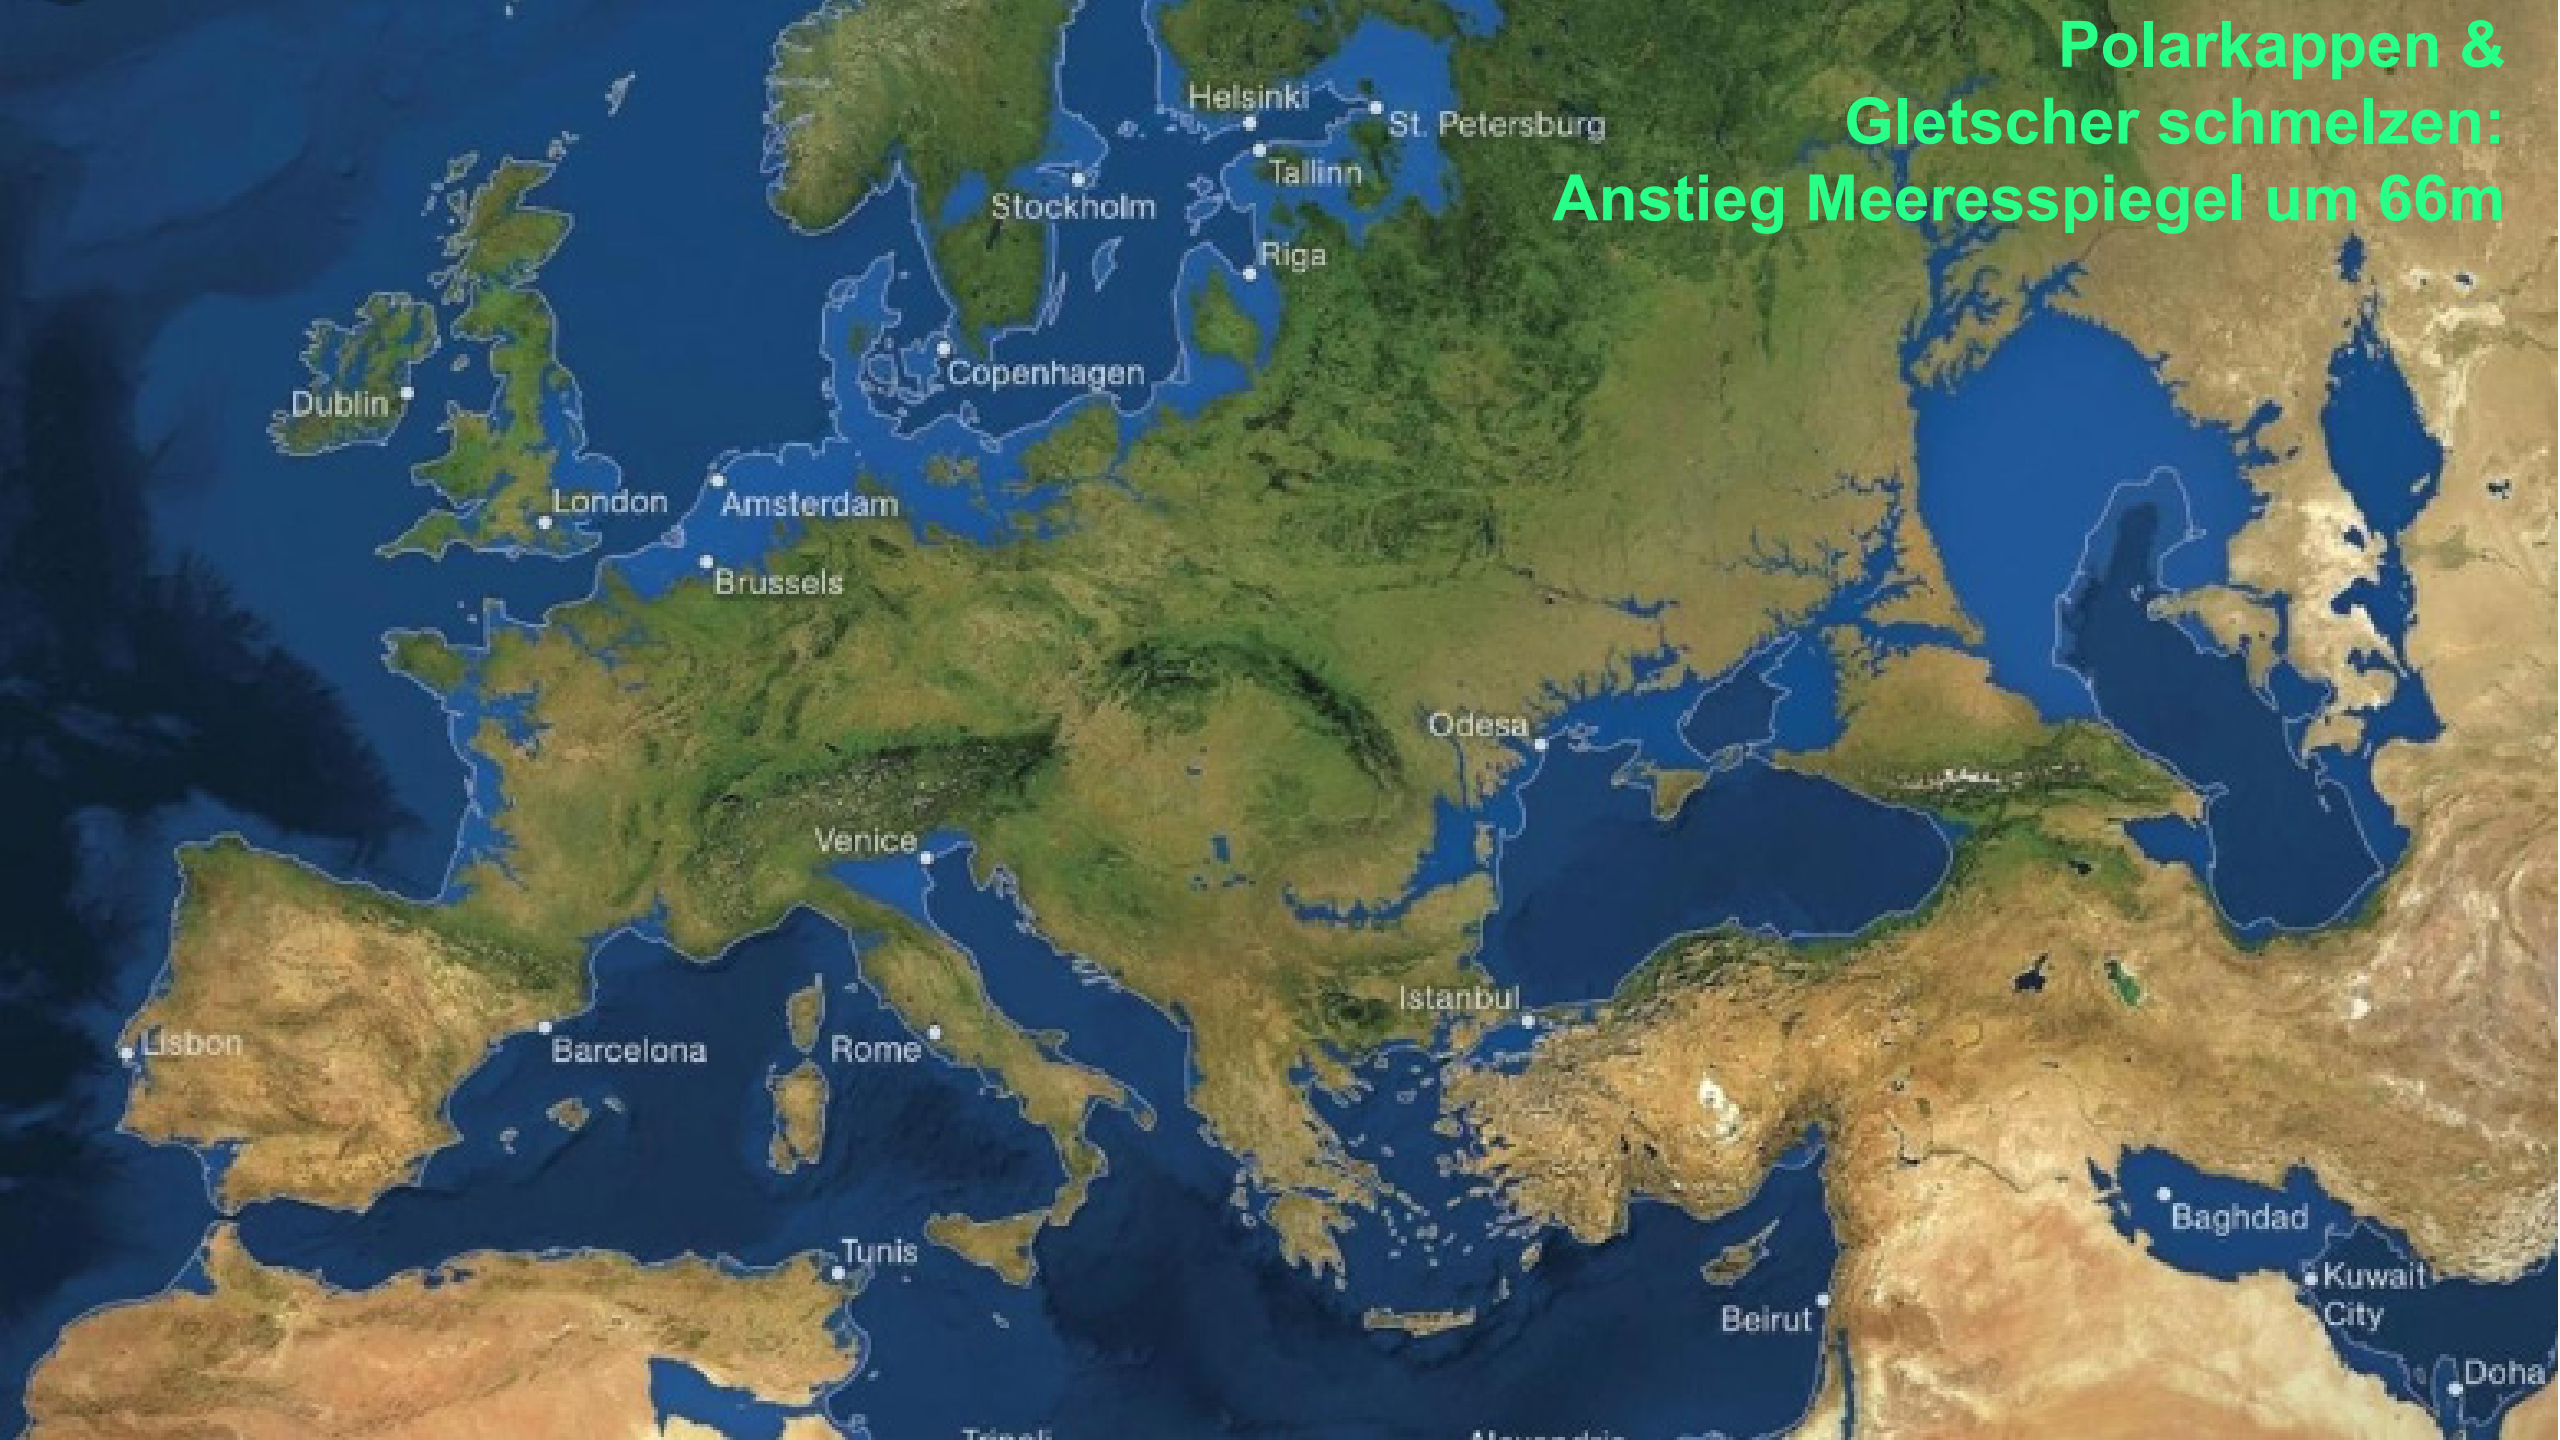 Polarkappen &
Gletscher schmelzen:
Anstieg Meeresspiegel um 66m
Helsinki
St. Petersburg
Tallinn
Stockholm
Riga
Copenhagen
Dublin
London
Amsterdam
Brussels
Odesa
Venice
Istanbul
Lisbon
Barcelona
Rome
Baghdad
Tunis
Kuwait
City
Beirut
Doha